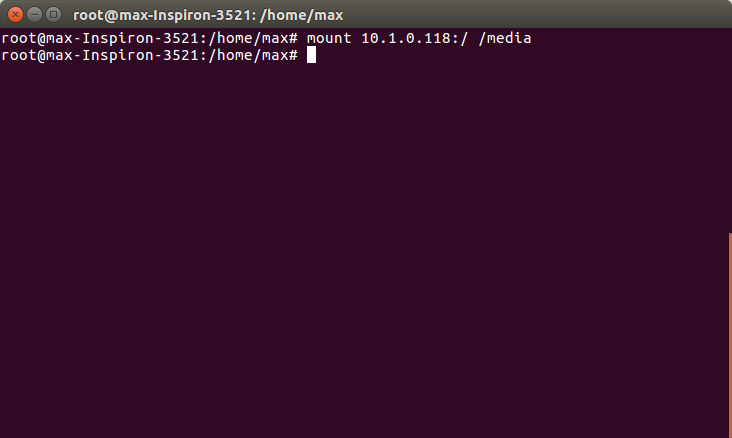 root@max-Inspiron-3521: /home/max
root@max-Inspiron-3521:/home/max# mount 10.1.0.118:/ /media
root@max-Inspiron-3521:/home/max#